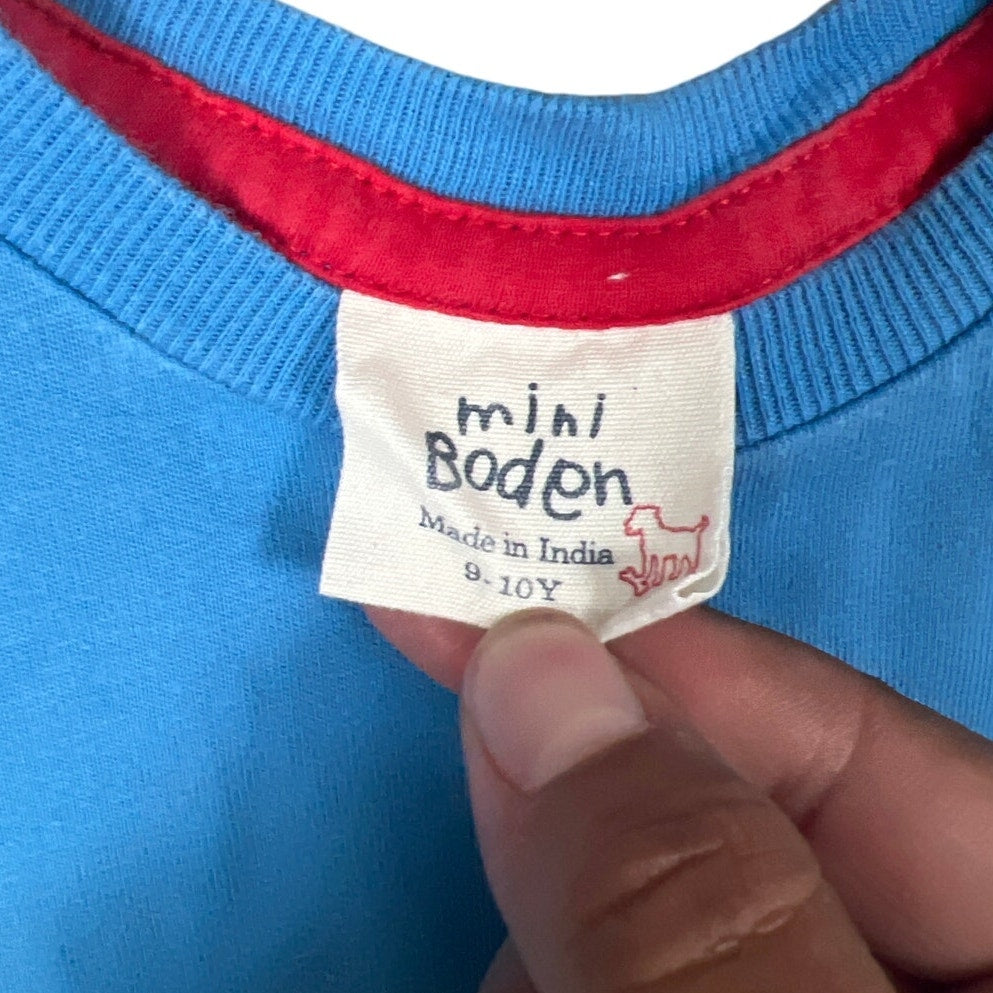 mini
Boden
Made in India
9-10Y